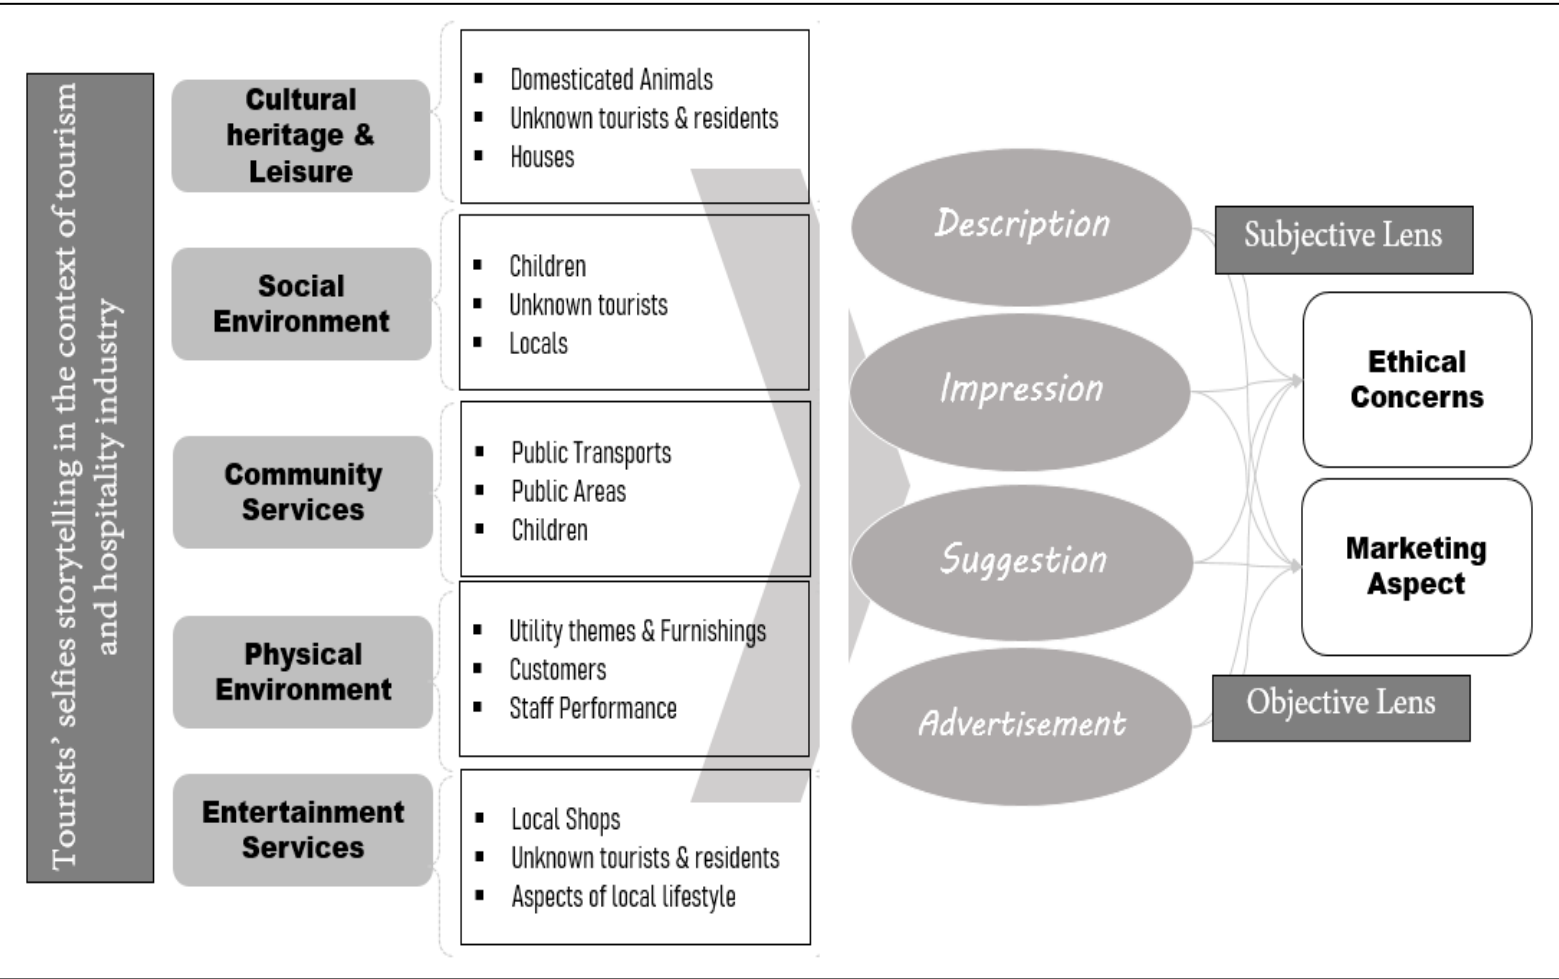 Tourists’ selfies storytelling in the context of tourism
and hospitality industry
Cultural
heritage &
Leisure
▪ Domesticated Animals
▪ Unknown tourists & residents
▪ Houses
Social
Environment
▪ Children
▪ Unknown tourists
▪ Locals
Community
Services
▪ Public Transports
▪ Public Areas
▪ Children
Physical
Environment
▪ Utility themes & Furnishings
▪ Customers
▪ Staff Performance
Entertainment
Services
▪ Local Shops
▪ Unknown tourists & residents
▪ Aspects of local lifestyle
Description
Impression
Suggestion
Advertisement
Subjective Lens
Ethical
Concerns
Marketing
Aspect
Objective Lens